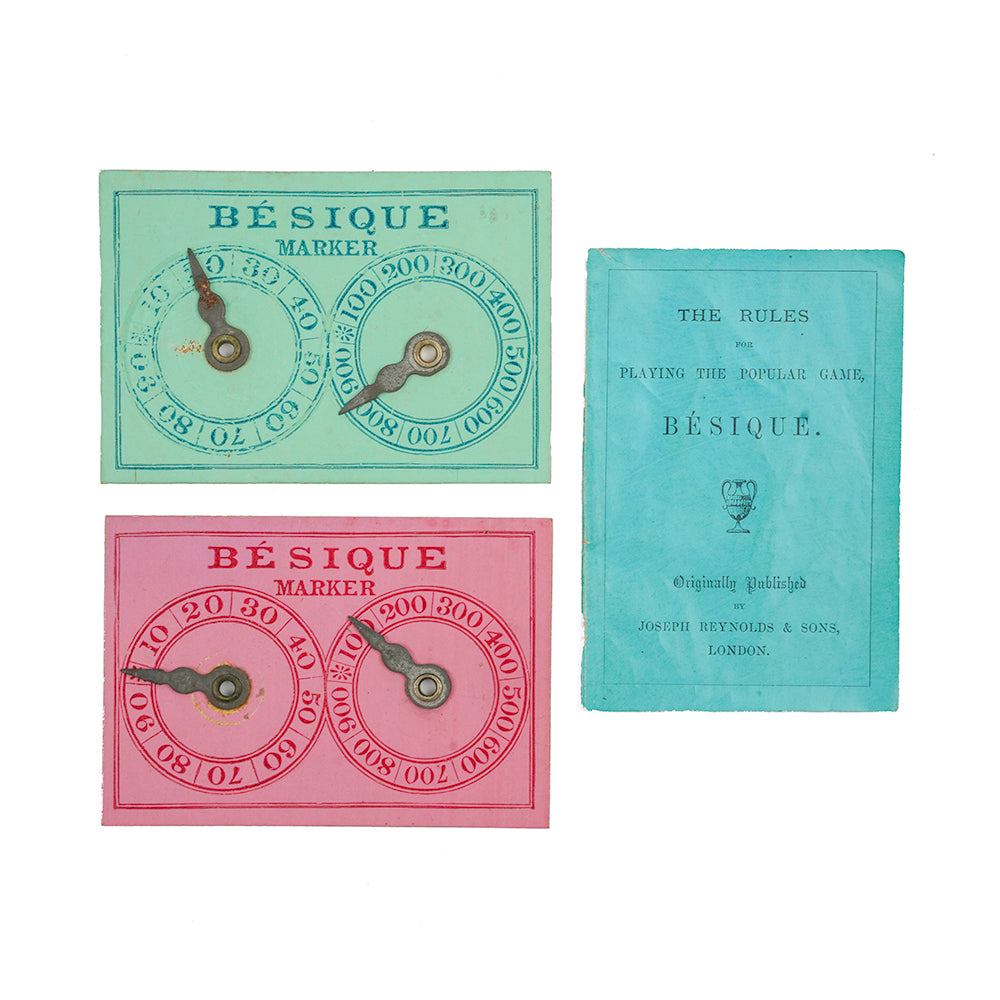 BÉSIQUE
MARKER
10 30 40 50 60 70 80 90
100 200 300 400 500 600 700 800 900
BÉSIQUE
MARKER
10 20 30 40 50 60 70 80 90
100 200 300 400 500 600 700 800 900
THE RULES
FOR
PLAYING THE POPULAR GAME,
BÉSIQUE.
Originally Published
BY
JOSEPH REYNOLDS & SONS,
LONDON.